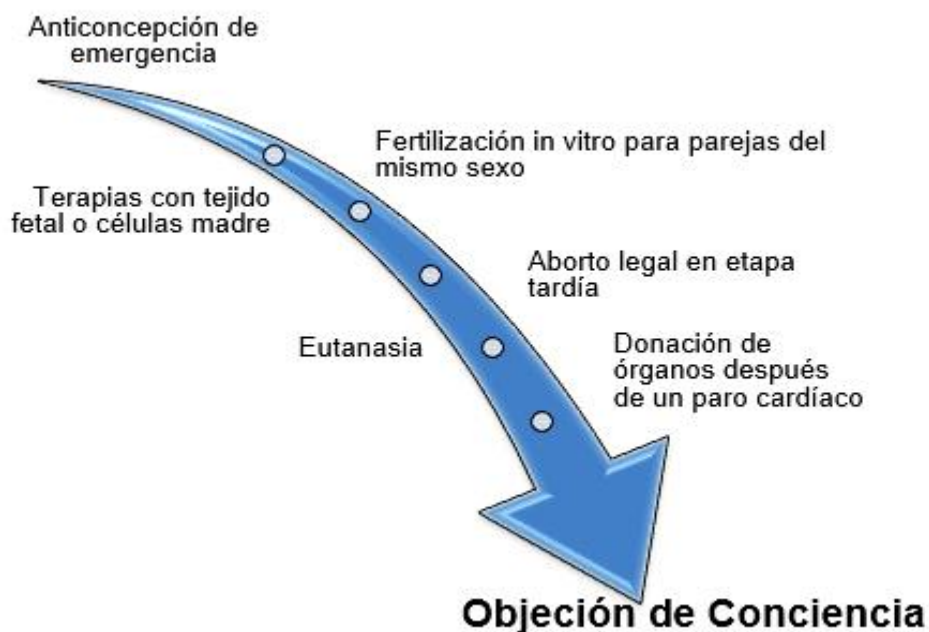 Anticoncepción de
emergencia
Fertilización in vitro para parejas del
mismo sexo
Terapias con tejido
fetal o células madre
Aborto legal en etapa
tardía
Eutanasia
Donación de
órganos después
de un paro cardíaco
Objeción de Conciencia